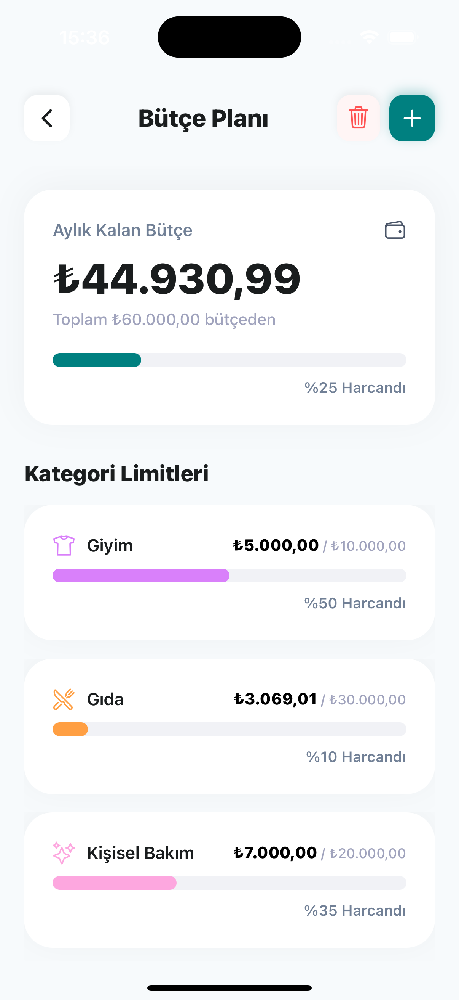 15:36
Bütçe Planı
Aylık Kalan Bütçe
₺44.930,99
Toplam ₺60.000,00 bütçeden
%25 Harcandı
Kategori Limitleri
Giyim ₺5.000,00 / ₺10.000,00
%50 Harcandı
Gıda ₺3.069,01 / ₺30.000,00
%10 Harcandı
Kişisel Bakım ₺7.000,00 / ₺20.000,00
%35 Harcandı